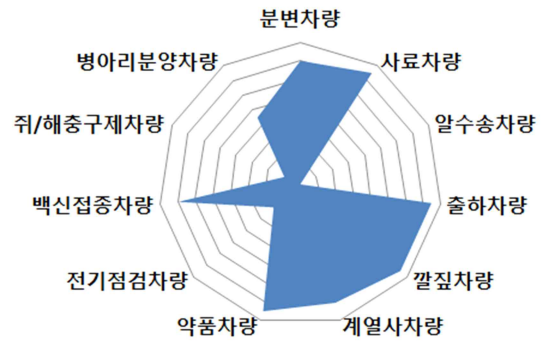 분변차량
병아리분양차량
사료차량
쥐/해충구제차량
알수송차량
백신접종차량
출하차량
전기점검차량
깔짚차량
약품차량
계열사차량